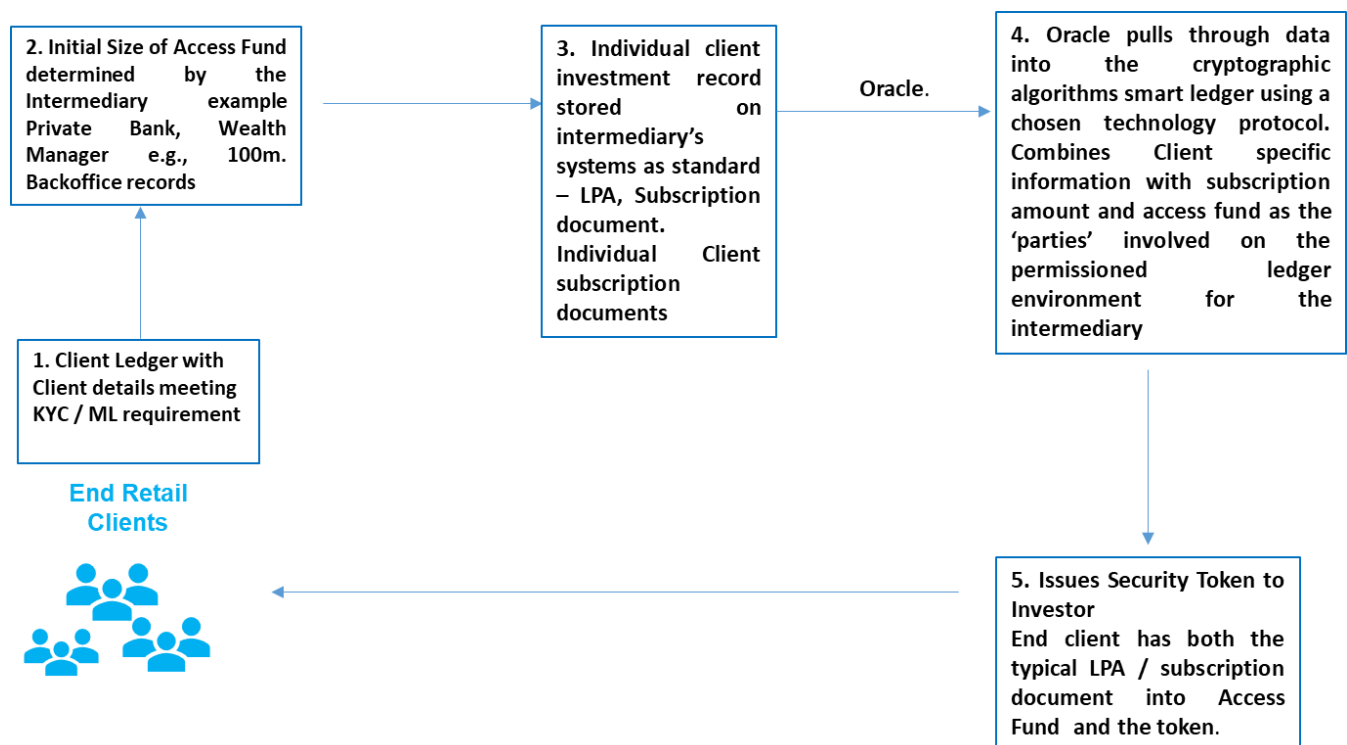 1. Client Ledger with
Client details meeting
KYC / ML requirement
End Retail
Clients
2. Initial Size of Access Fund
determined by the
Intermediary example
Private Bank, Wealth
Manager e.g., 100m.
Backoffice records
3. Individual client
investment record
stored on
intermediary’s
systems as standard
– LPA, Subscription
document.
Individual Client
subscription
documents
Oracle.
4. Oracle pulls through data
into the cryptographic
algorithms smart ledger using a
chosen technology protocol.
Combines Client specific
information with subscription
amount and access fund as the
‘parties’ involved on the
permissioned ledger
environment for the
intermediary
5. Issues Security Token to
Investor
End client has both the
typical LPA / subscription
document into Access
Fund and the token.